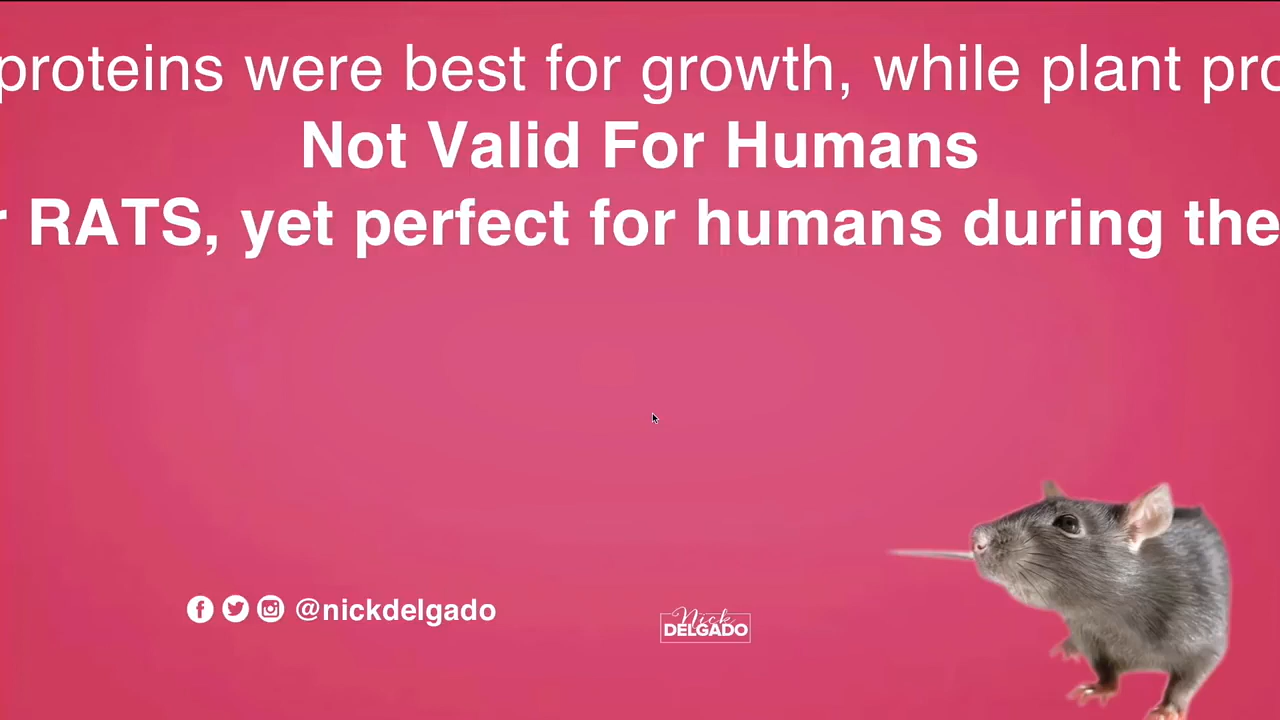 proteins were best for growth, while plant pro
Not Valid For Humans
r RATS, yet perfect for humans during the
@nickdelgado
Nick
DELGADO